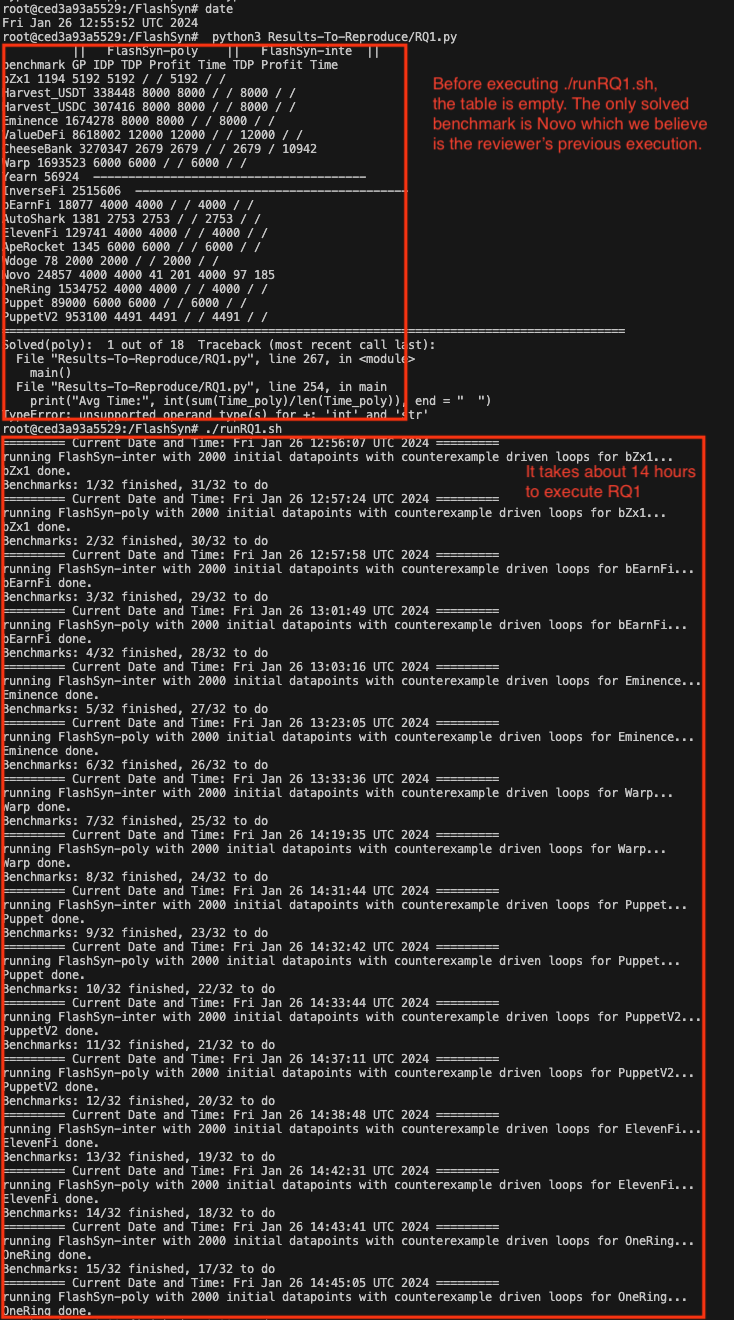 root@ced3a93a5529:/FlashSyn# date
Fri Jan 26 12:55:52 UTC 2024
root@ced3a93a5529:/FlashSyn#  python3 Results-To-Reproduce/RQ1.py
||   FlashSyn-poly    ||   FlashSyn-inte  ||
benchmark GP IDP TDP Profit Time TDP Profit Time
bZx1 1194 5192 5192 / / 5192 / /
Harvest_USDT 338448 8000 8000 / / 8000 / /
Harvest_USDC 307416 8000 8000 / / 8000 / /
Eminence 1674278 8000 8000 / / 8000 / /
ValueDeFi 8618002 12000 12000 / / 12000 / /
CheeseBank 3270347 2679 2679 / / 2679 / 10942
Warp 1693523 6000 6000 / / 6000 / /
Yearn 56924  ----------------------------------------
InverseFi 2515606  ----------------------------------------
bEarnFi 18077 4000 4000 / / 4000 / /
AutoShark 1381 2753 2753 / / 2753 / /
ElevenFi 129741 4000 4000 / / 4000 / /
ApeRocket 1345 6000 6000 / / 6000 / /
Wdoge 78 2000 2000 / / 2000 / /
Novo 24857 4000 4000 41 201 4000 97 185
OneRing 1534752 4000 4000 / / 4000 / /
Puppet 89000 6000 6000 / / 6000 / /
PuppetV2 953100 4491 4491 / / 4491 / /
==========================================================================================
Solved(poly):  1 out of 18  Traceback (most recent call last):
File "Results-To-Reproduce/RQ1.py", line 267, in <module>
main()
File "Results-To-Reproduce/RQ1.py", line 254, in main
print("Avg Time:", int(sum(Time_poly)/len(Time_poly)), end = "  ")
TypeError: unsupported operand type(s) for +: 'int' and 'str'
Before executing ./runRQ1.sh,
the table is empty. The only solved
benchmark is Novo which we believe
is the reviewer's previous execution.
root@ced3a93a5529:/FlashSyn# ./runRQ1.sh
========= Current Date and Time: Fri Jan 26 12:56:07 UTC 2024 =========
running FlashSyn-inter with 2000 initial datapoints with counterexample driven loops for bZx1...
bZx1 done.
Benchmarks: 1/32 finished, 31/32 to do
It takes about 14 hours
to execute RQ1
========= Current Date and Time: Fri Jan 26 12:57:24 UTC 2024 =========
running FlashSyn-poly with 2000 initial datapoints with counterexample driven loops for bZx1...
bZx1 done.
Benchmarks: 2/32 finished, 30/32 to do
========= Current Date and Time: Fri Jan 26 12:57:58 UTC 2024 =========
running FlashSyn-inter with 2000 initial datapoints with counterexample driven loops for bEarnFi...
bEarnFi done.
Benchmarks: 3/32 finished, 29/32 to do
========= Current Date and Time: Fri Jan 26 13:01:49 UTC 2024 =========
running FlashSyn-poly with 2000 initial datapoints with counterexample driven loops for bEarnFi...
bEarnFi done.
Benchmarks: 4/32 finished, 28/32 to do
========= Current Date and Time: Fri Jan 26 13:03:16 UTC 2024 =========
running FlashSyn-inter with 2000 initial datapoints with counterexample driven loops for Eminence...
Eminence done.
Benchmarks: 5/32 finished, 27/32 to do
========= Current Date and Time: Fri Jan 26 13:23:05 UTC 2024 =========
running FlashSyn-poly with 2000 initial datapoints with counterexample driven loops for Eminence...
Eminence done.
Benchmarks: 6/32 finished, 26/32 to do
========= Current Date and Time: Fri Jan 26 13:33:36 UTC 2024 =========
running FlashSyn-inter with 2000 initial datapoints with counterexample driven loops for Warp...
Warp done.
Benchmarks: 7/32 finished, 25/32 to do
========= Current Date and Time: Fri Jan 26 14:19:35 UTC 2024 =========
running FlashSyn-poly with 2000 initial datapoints with counterexample driven loops for Warp...
Warp done.
Benchmarks: 8/32 finished, 24/32 to do
========= Current Date and Time: Fri Jan 26 14:31:44 UTC 2024 =========
running FlashSyn-inter with 2000 initial datapoints with counterexample driven loops for Puppet...
Puppet done.
Benchmarks: 9/32 finished, 23/32 to do
========= Current Date and Time: Fri Jan 26 14:32:42 UTC 2024 =========
running FlashSyn-poly with 2000 initial datapoints with counterexample driven loops for Puppet...
Puppet done.
Benchmarks: 10/32 finished, 22/32 to do
========= Current Date and Time: Fri Jan 26 14:33:44 UTC 2024 =========
running FlashSyn-inter with 2000 initial datapoints with counterexample driven loops for PuppetV2...
PuppetV2 done.
Benchmarks: 11/32 finished, 21/32 to do
========= Current Date and Time: Fri Jan 26 14:37:11 UTC 2024 =========
running FlashSyn-poly with 2000 initial datapoints with counterexample driven loops for PuppetV2...
PuppetV2 done.
Benchmarks: 12/32 finished, 20/32 to do
========= Current Date and Time: Fri Jan 26 14:38:48 UTC 2024 =========
running FlashSyn-inter with 2000 initial datapoints with counterexample driven loops for ElevenFi...
ElevenFi done.
Benchmarks: 13/32 finished, 19/32 to do
========= Current Date and Time: Fri Jan 26 14:42:31 UTC 2024 =========
running FlashSyn-poly with 2000 initial datapoints with counterexample driven loops for ElevenFi...
ElevenFi done.
Benchmarks: 14/32 finished, 18/32 to do
========= Current Date and Time: Fri Jan 26 14:43:41 UTC 2024 =========
running FlashSyn-inter with 2000 initial datapoints with counterexample driven loops for OneRing...
OneRing done.
Benchmarks: 15/32 finished, 17/32 to do
========= Current Date and Time: Fri Jan 26 14:45:05 UTC 2024 =========
running FlashSyn-poly with 2000 initial datapoints with counterexample driven loops for OneRing...
OneRing done.